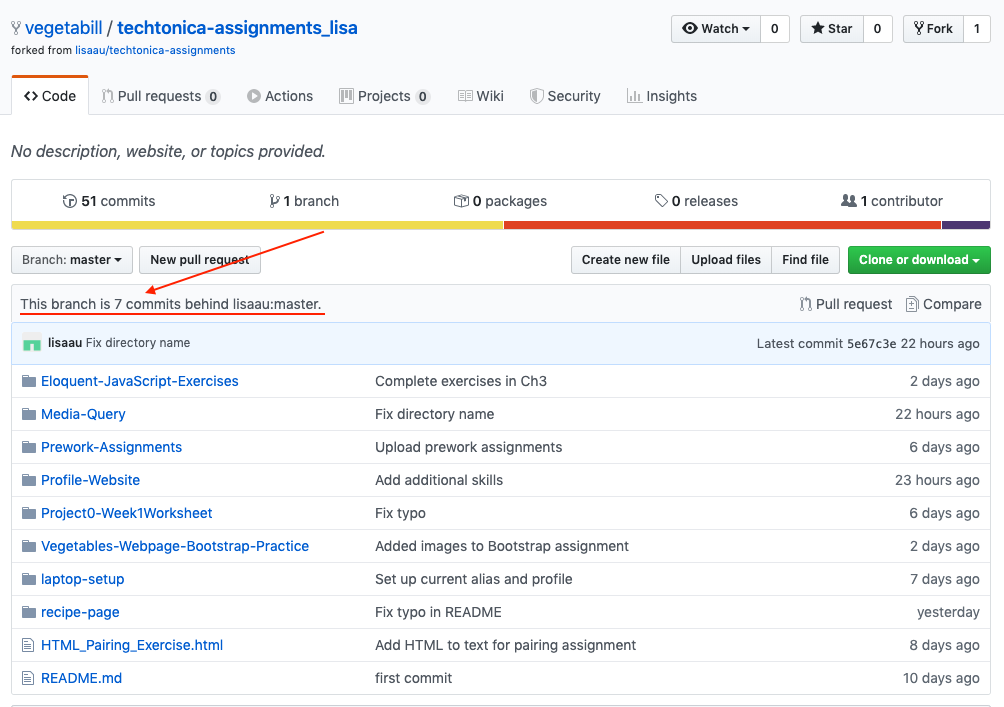 vegetabill / techtonica-assignments_lisa
forked from lisaau/techtonica-assignments
Watch 0 Star 0 Fork 1
Code Pull requests 0 Actions Projects 0 Wiki Security Insights
No description, website, or topics provided.
51 commits 1 branch 0 packages 0 releases 1 contributor
Branch: master New pull request Create new file Upload files Find file Clone or download
This branch is 7 commits behind lisaau:master. Pull request Compare
lisaau Fix directory name Latest commit 5e67c3e 22 hours ago
Eloquent-JavaScript-Exercises Complete exercises in Ch3 2 days ago
Media-Query Fix directory name 22 hours ago
Prework-Assignments Upload prework assignments 6 days ago
Profile-Website Add additional skills 23 hours ago
Project0-Week1Worksheet Fix typo 6 days ago
Vegetables-Webpage-Bootstrap-Practice Added images to Bootstrap assignment 2 days ago
laptop-setup Set up current alias and profile 7 days ago
recipe-page Fix typo in README yesterday
HTML_Pairing_Exercise.html Add HTML to text for pairing assignment 8 days ago
README.md first commit 10 days ago